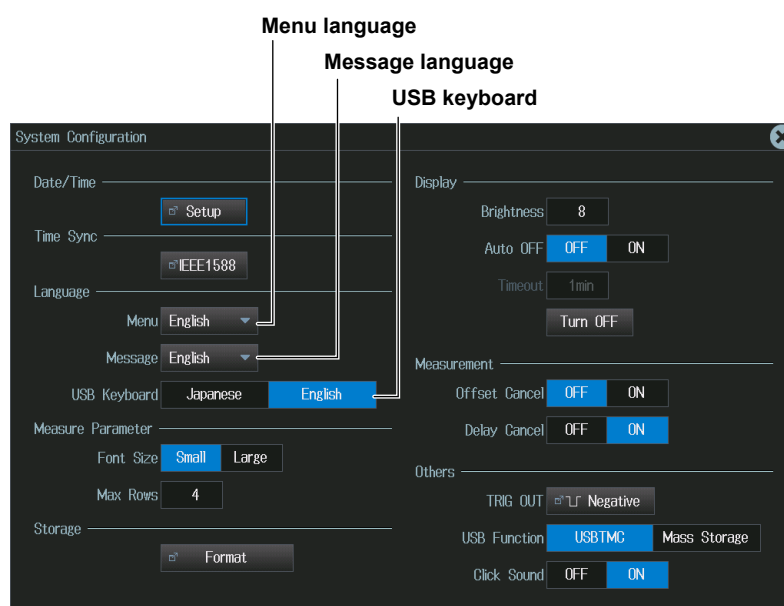 Menu language
Message language
USB keyboard
System Configuration
Date/Time
Setup
Time Sync
IEEE1588
Language
Menu English
Message English
USB Keyboard Japanese English
Measure Parameter
Font Size Small Large
Max Rows 4
Storage
Format
Display
Brightness 8
Auto OFF OFF ON
Timeout 1min
Turn OFF
Measurement
Offset Cancel OFF ON
Delay Cancel OFF ON
Others
TRIG OUT Negative
USB Function USBTMC Mass Storage
Click Sound OFF ON